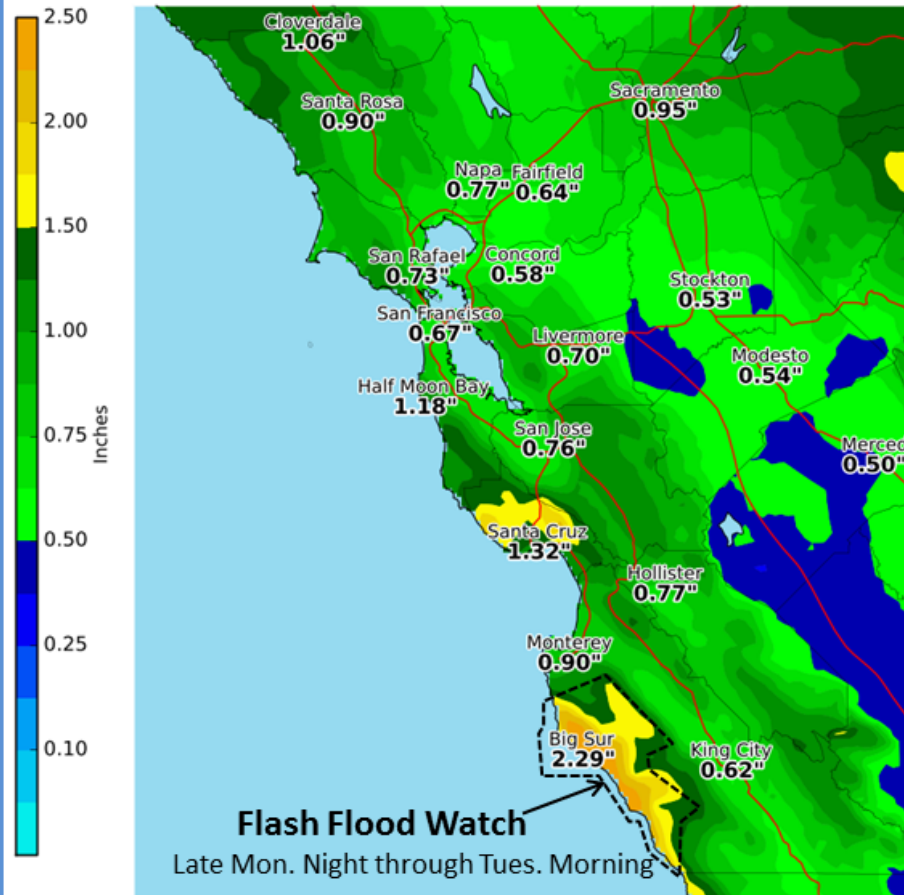 2.50
2.00
1.50
1.00
0.75
0.50
0.25
0.10
Inches
Cloverdale
1.06"
Santa Rosa
0.90"
Sacramento
0.95"
Napa
0.77"
Fairfield
0.64"
San Rafael
0.73"
Concord
0.58"
Stockton
0.53"
San Francisco
0.67"
Livermore
0.70"
Modesto
0.54"
Half Moon Bay
1.18"
San Jose
0.76"
Merced
0.50"
Santa Cruz
1.32"
Hollister
0.77"
Monterey
0.90"
Big Sur
2.29"
King City
0.62"
Flash Flood Watch
Late Mon. Night through Tues. Morning